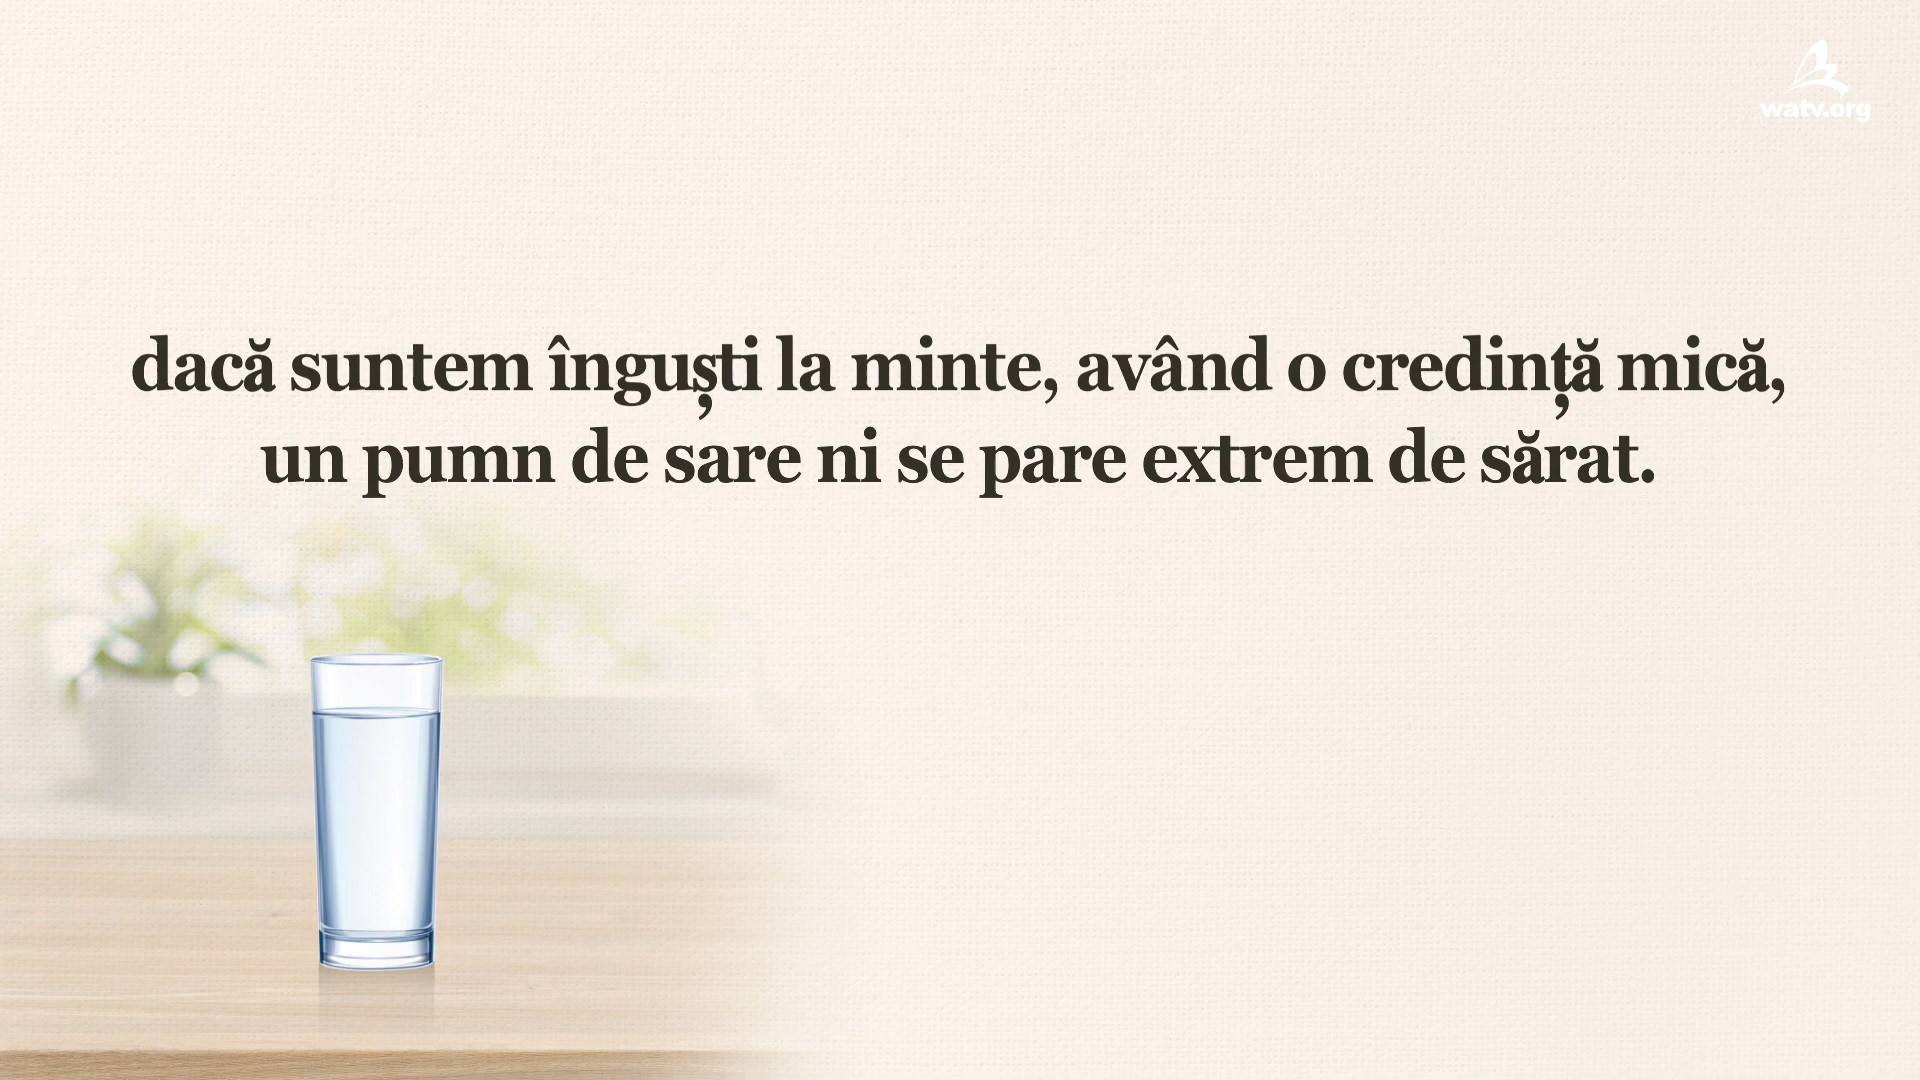 watv.org
dacă suntem înguști la minte, având o credință mică,
un pumn de sare ni se pare extrem de sărat.